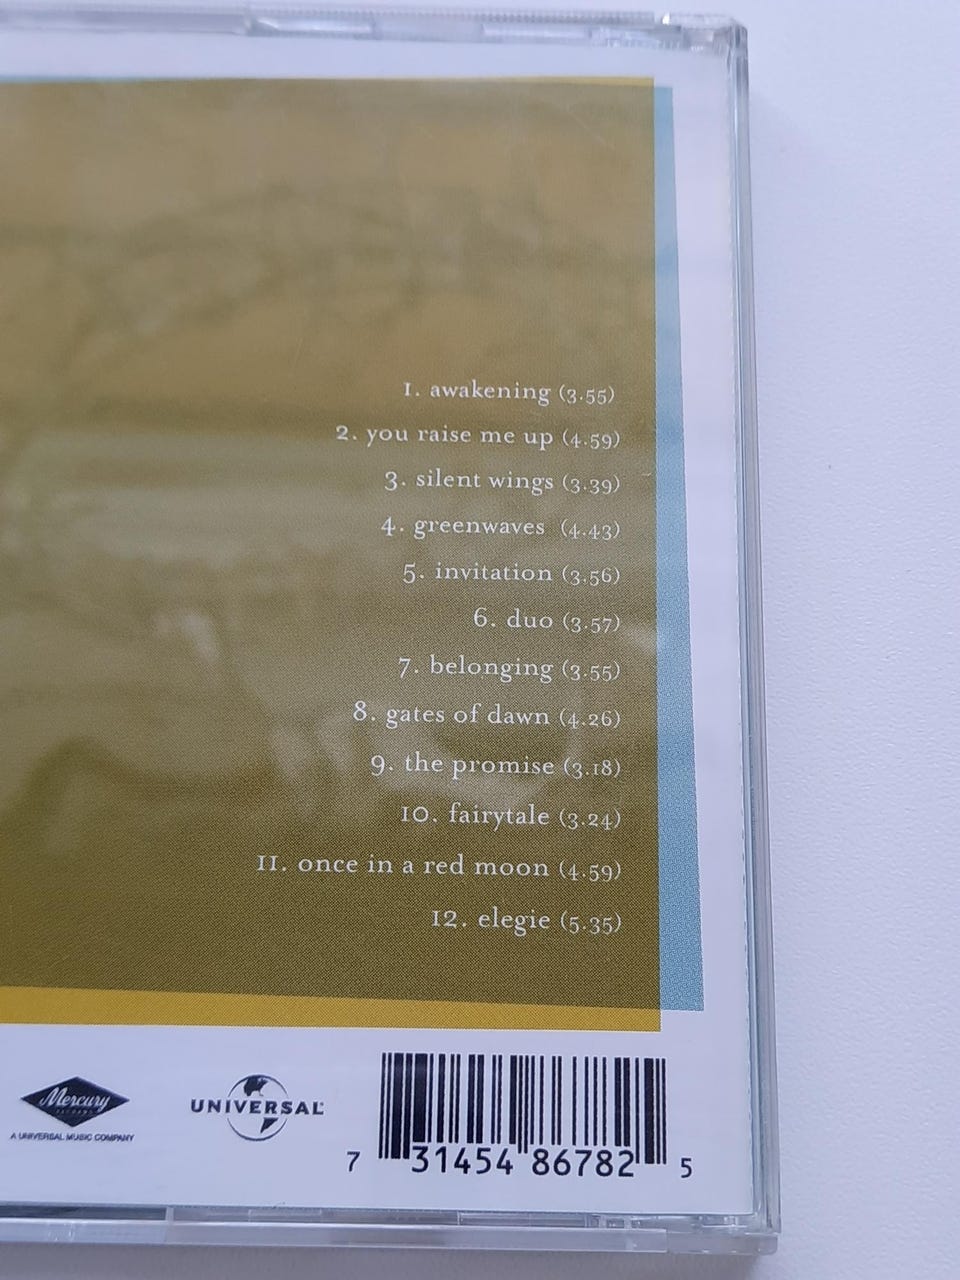 1. awakening (3.55)
2. you raise me up (4.59)
3. silent wings (3.39)
4. greenwaves (4.43)
5. invitation (3.56)
6. duo (3.57)
7. belonging (3.55)
8. gates of dawn (4.26)
9. the promise (3.18)
10. fairytale (3.24)
11. once in a red moon (4.59)
12. elegie (5.35)
Mercury
RECORDS
A UNIVERSAL MUSIC COMPANY
UNIVERSAL
7 31454 86782 5